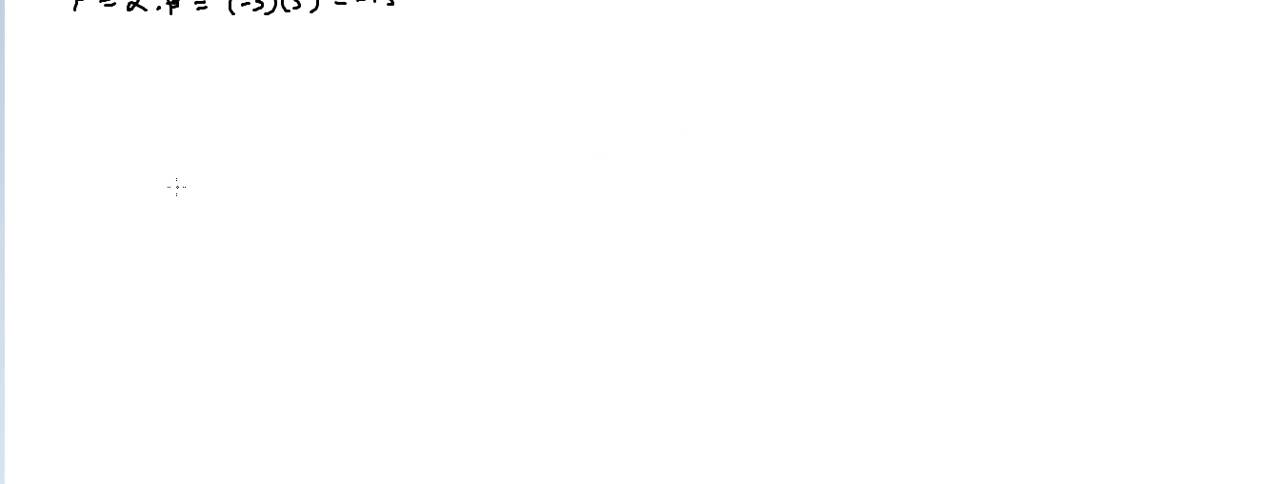 P = α.β = (-5)(3) = -15